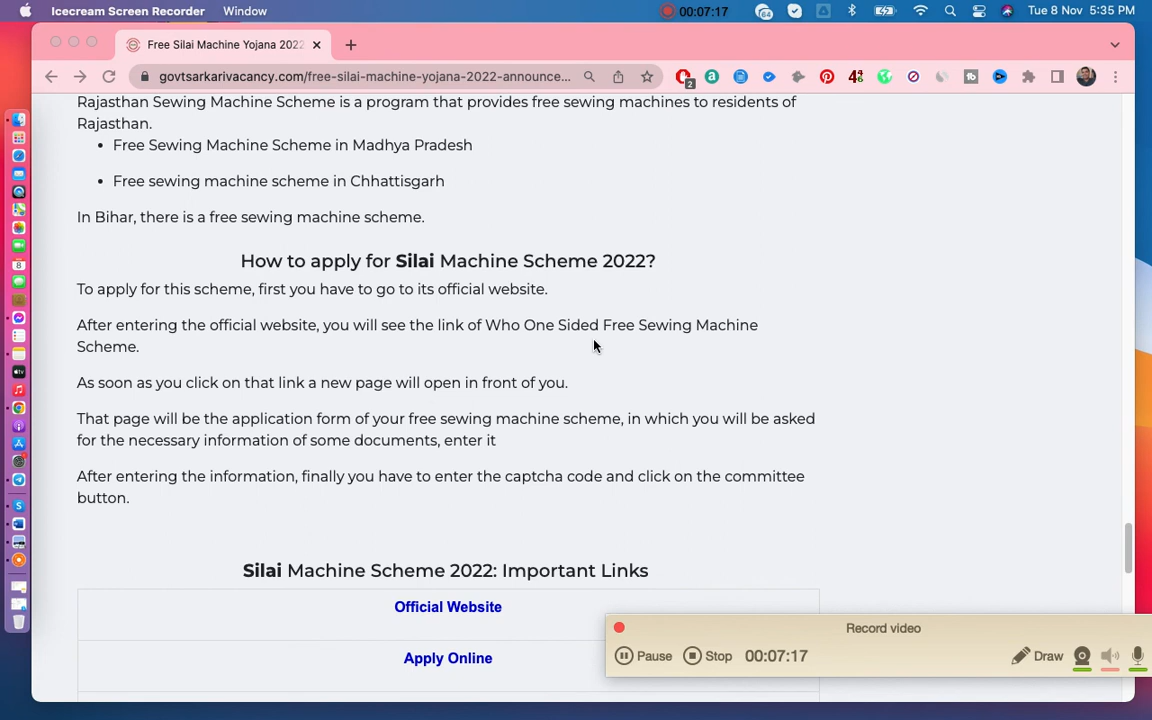 Icecream Screen Recorder Window 00:07:17 64 Tue 8 Nov 5:35 PM
Free Silai Machine Yojana 2022
govtsarkarivacancy.com/free-silai-machine-yojana-2022-announce...
2
Rajasthan Sewing Machine Scheme is a program that provides free sewing machines to residents of
Rajasthan.
• Free Sewing Machine Scheme in Madhya Pradesh
• Free sewing machine scheme in Chhattisgarh
In Bihar, there is a free sewing machine scheme.
How to apply for Silai Machine Scheme 2022?
To apply for this scheme, first you have to go to its official website.
After entering the official website, you will see the link of Who One Sided Free Sewing Machine
Scheme.
As soon as you click on that link a new page will open in front of you.
That page will be the application form of your free sewing machine scheme, in which you will be asked
for the necessary information of some documents, enter it
After entering the information, finally you have to enter the captcha code and click on the committee
button.
Silai Machine Scheme 2022: Important Links
Official Website
Apply Online
Record video
Pause Stop 00:07:17 Draw